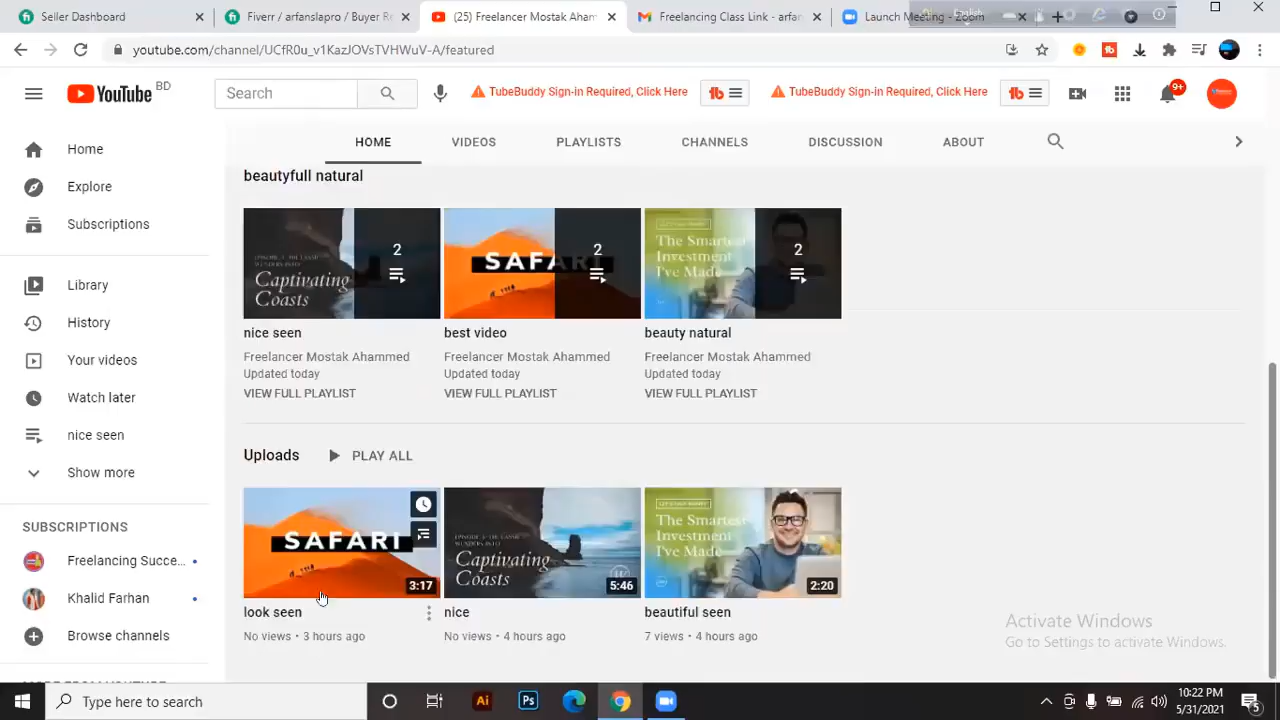 Seller Dashboard
Fiverr / arfanslapro / Buyer Re
(25) Freelancer Mostak Aham
Freelancing Class Link - arfan
Launch Meeting - Zoom
English
youtube.com/channel/UCfR0u_v1KazJOVsTVHWuV-A/featured
YouTube BD
Search
TubeBuddy Sign-in Required, Click Here
TubeBuddy Sign-in Required, Click Here
9+
HOME VIDEOS PLAYLISTS CHANNELS DISCUSSION ABOUT
Home
Explore
Subscriptions
Library
History
Your videos
Watch later
nice seen
Show more
SUBSCRIPTIONS
Freelancing Succe...
Khalid Farhan
Browse channels
beautyfull natural
2
Captivating
Coasts
2
SAFARI
2
The Smartest
Investment
I've Made
nice seen
Freelancer Mostak Ahammed
Updated today
VIEW FULL PLAYLIST
best video
Freelancer Mostak Ahammed
Updated today
VIEW FULL PLAYLIST
beauty natural
Freelancer Mostak Ahammed
Updated today
VIEW FULL PLAYLIST
Uploads PLAY ALL
SAFARI
3:17
look seen
No views • 3 hours ago
Captivating
Coasts
5:46
nice
No views • 4 hours ago
The Smartest
Investment
I've Made
2:20
beautiful seen
7 views • 4 hours ago
Activate Windows
Go to Settings to activate Windows.
Type here to search
Ai
Ps
10:22 PM
5/31/2021
5